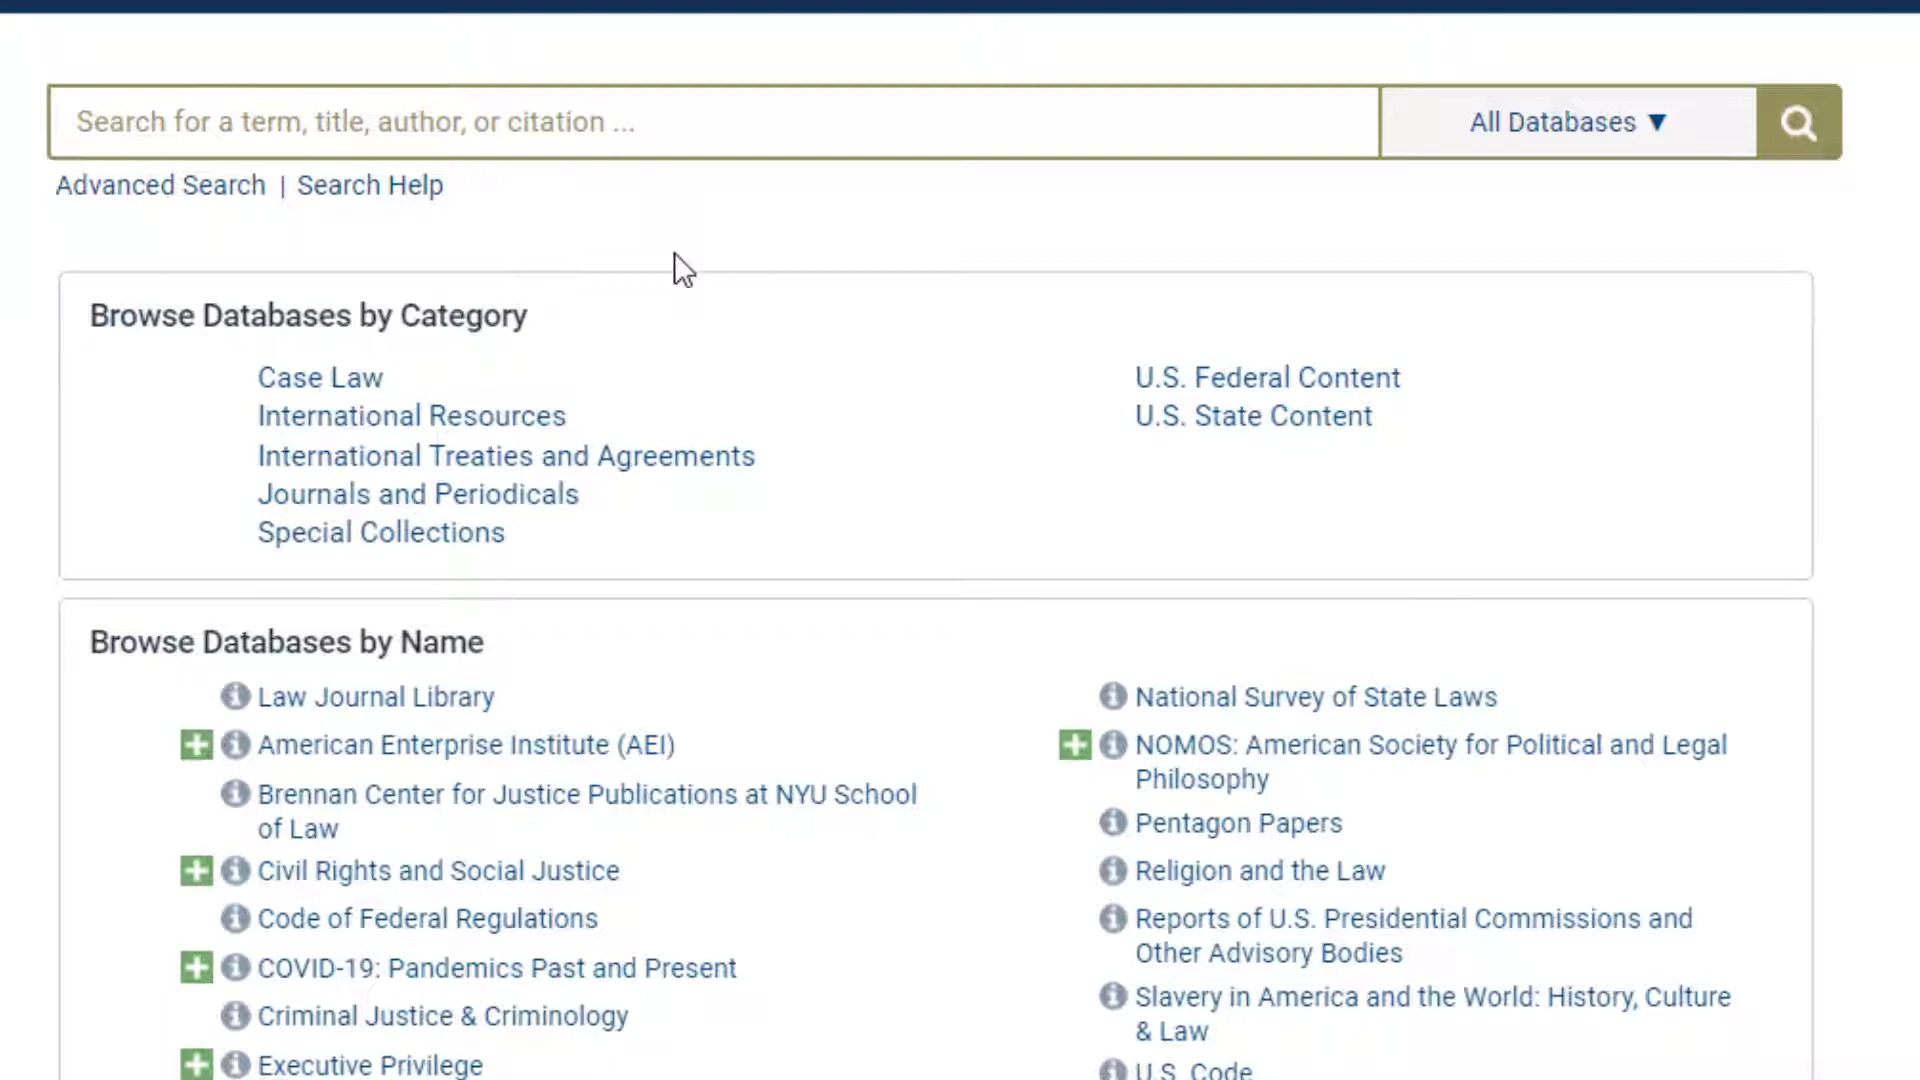 Search for a term, title, author, or citation ...
All Databases ▼
Advanced Search | Search Help
Browse Databases by Category
Case Law
International Resources
International Treaties and Agreements
Journals and Periodicals
Special Collections
U.S. Federal Content
U.S. State Content
Browse Databases by Name
Law Journal Library
American Enterprise Institute (AEI)
Brennan Center for Justice Publications at NYU School
of Law
Civil Rights and Social Justice
Code of Federal Regulations
COVID-19: Pandemics Past and Present
Criminal Justice & Criminology
Executive Privilege
National Survey of State Laws
NOMOS: American Society for Political and Legal
Philosophy
Pentagon Papers
Religion and the Law
Reports of U.S. Presidential Commissions and
Other Advisory Bodies
Slavery in America and the World: History, Culture
& Law
U.S. Code